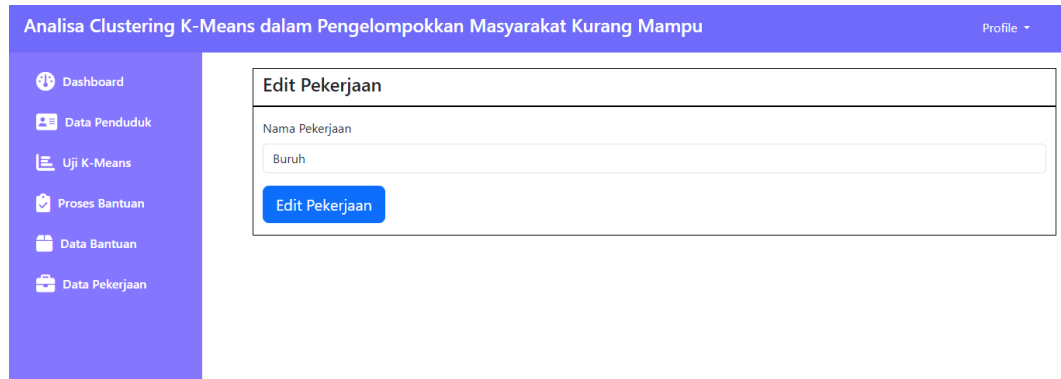 Analisa Clustering K-Means dalam Pengelompokkan Masyarakat Kurang Mampu
Profile
Dashboard
Data Penduduk
Uji K-Means
Proses Bantuan
Data Bantuan
Data Pekerjaan
Edit Pekerjaan
Nama Pekerjaan
Buruh
Edit Pekerjaan